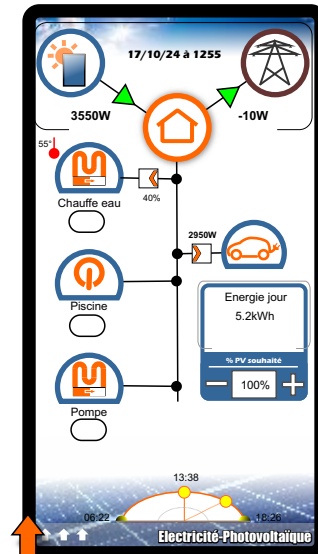 17/10/24 à 1255
3550W
-10W
55°
Chauffe eau
40%
2950W
Piscine
Energie jour
5.2kWh
% PV souhaité
100%
Pompe
13:38
06:22
18:26
Electricité-Photovoltaïque